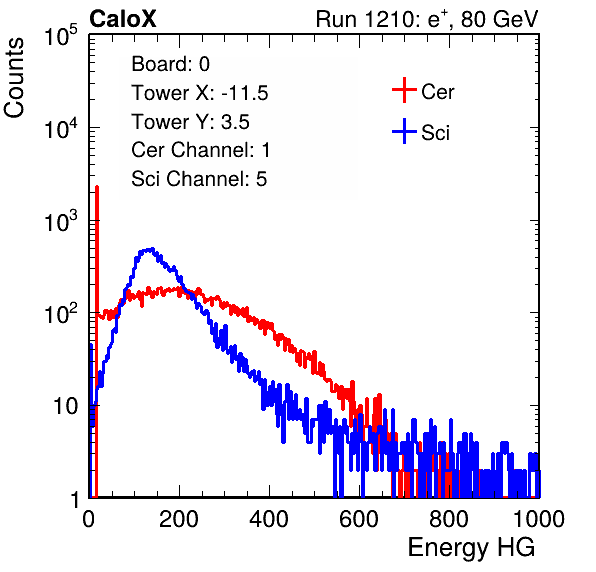 CaloX Run 1210: e⁺, 80 GeV
Counts
Board: 0
Tower X: -11.5
Tower Y: 3.5
Cer Channel: 1
Sci Channel: 5
Cer
Sci
10⁵
10⁴
10³
10²
10
1
0 200 400 600 800 1000
Energy HG